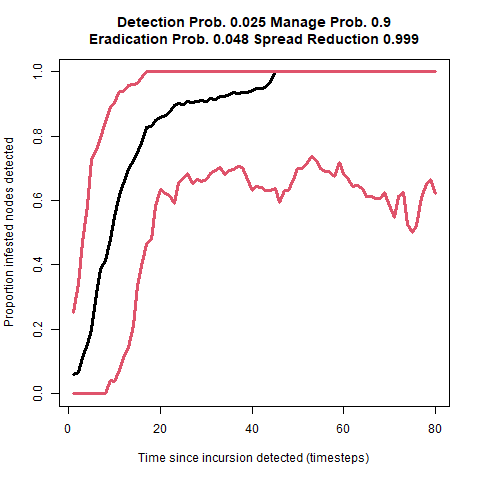 Detection Prob. 0.025 Manage Prob. 0.9
Eradication Prob. 0.048 Spread Reduction 0.999
Proportion infested nodes detected
1.0
0.8
0.6
0.4
0.2
0.0
0 20 40 60 80
Time since incursion detected (timesteps)